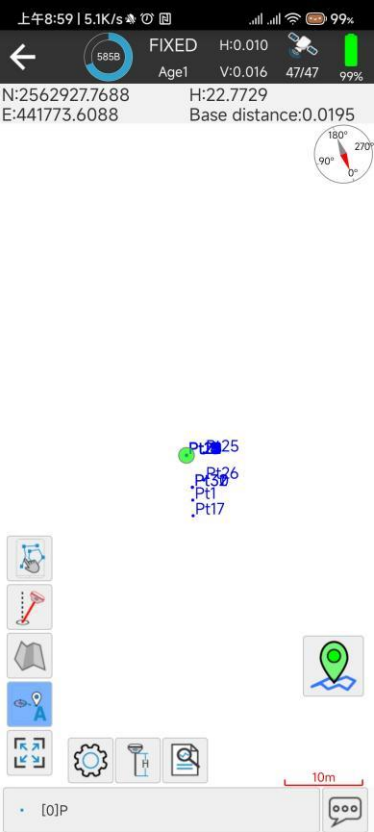 上午8:59 | 5.1K/s 99%
585B FIXED H:0.010
Age1 V:0.016 47/47 99%
N:2562927.7688 H:22.7729
E:441773.6088 Base distance:0.0195
180°
270°
90°
0°
Pt25
Pt26
Pt1
Pt17
A
H
10m
[0]P